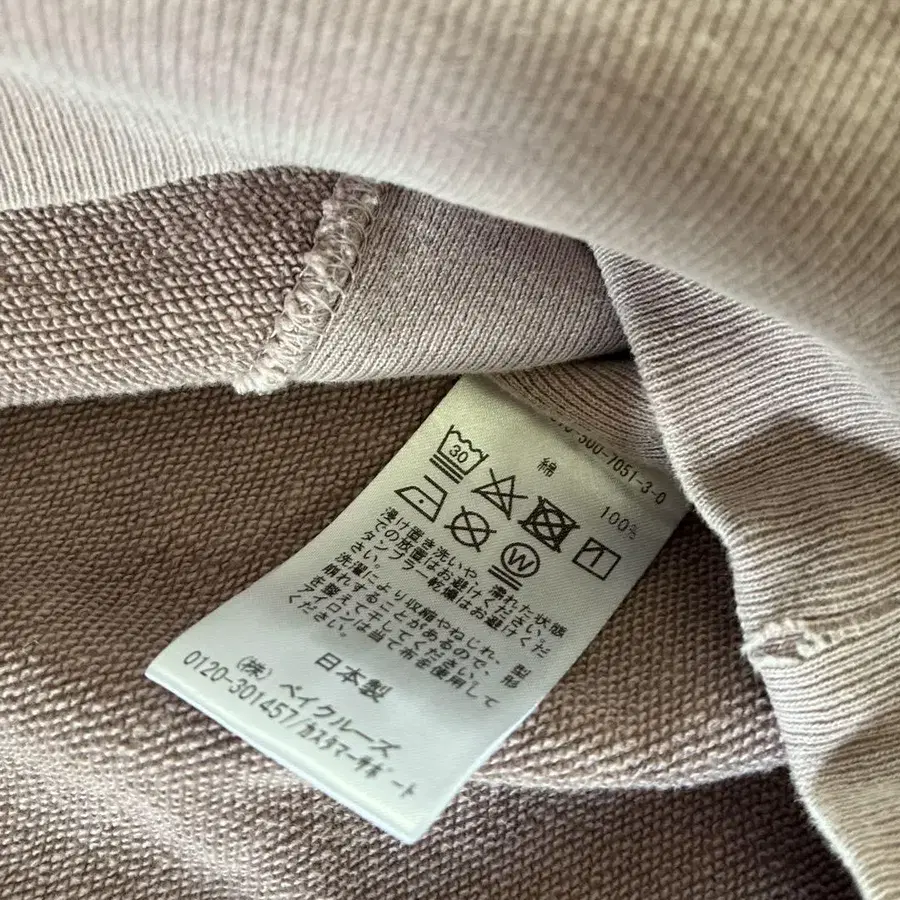 -500-7051-3-0
綿 100%
30
W
浸け置き洗いや、濡れた状態
での放置はお避けください。
タンブラー乾燥はお避けくだ
さい。
洗濯により収縮やねじれ、型
崩れすることがあるので、形
を整えて干してください。
アイロンは当て布を使用して
ください。
日本製
(株) ベイクルーズ
0120-301457/カスタマーサポート